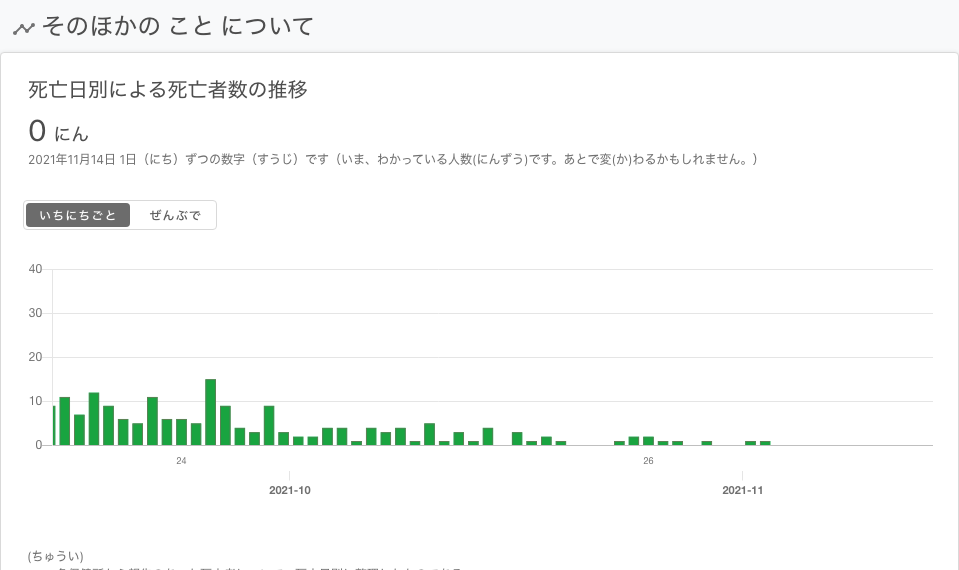 そのほかの こと について
死亡日別による死亡者数の推移
0 にん
2021年11月14日 1日（にち）ずつの数字（すうじ）です（いま、わかっている人数(にんずう)です。あとで変(か)わるかもしれません。）
いちにちごと ぜんぶで
40
30
20
10
0
24 26
2021-10 2021-11
(ちゅうい)